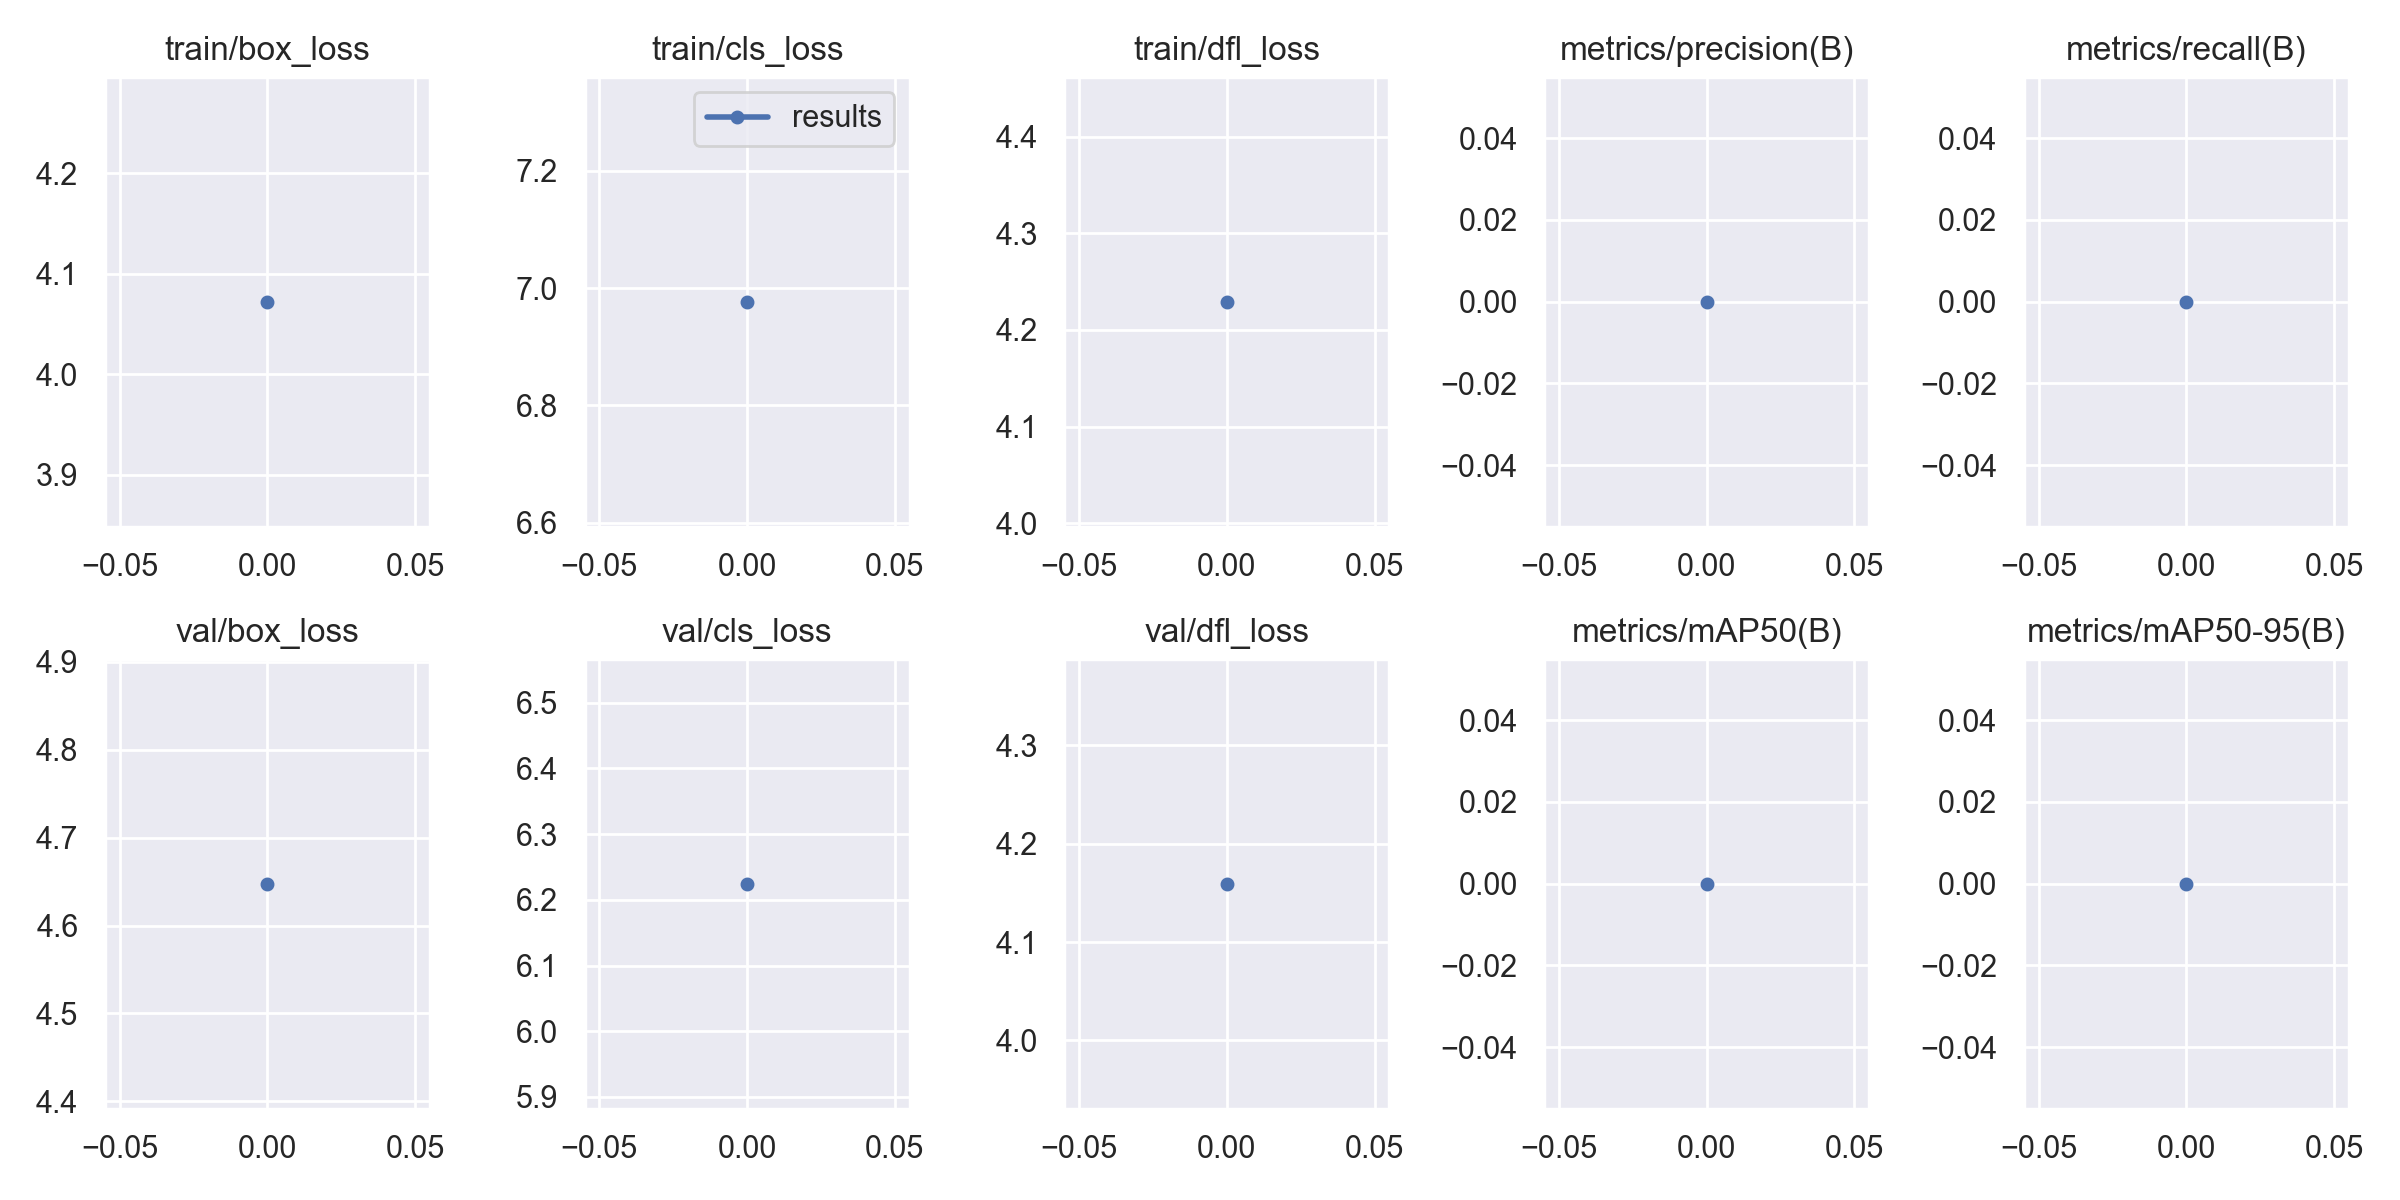 train/box_loss
4.2
4.1
4.0
3.9
−0.05 0.00 0.05
train/cls_loss
results
7.2
7.0
6.8
6.6
−0.05 0.00 0.05
train/dfl_loss
4.4
4.3
4.2
4.1
4.0
−0.05 0.00 0.05
metrics/precision(B)
0.04
0.02
0.00
−0.02
−0.04
−0.05 0.00 0.05
metrics/recall(B)
0.04
0.02
0.00
−0.02
−0.04
−0.05 0.00 0.05
val/box_loss
4.9
4.8
4.7
4.6
4.5
4.4
−0.05 0.00 0.05
val/cls_loss
6.5
6.4
6.3
6.2
6.1
6.0
5.9
−0.05 0.00 0.05
val/dfl_loss
4.3
4.2
4.1
4.0
−0.05 0.00 0.05
metrics/mAP50(B)
0.04
0.02
0.00
−0.02
−0.04
−0.05 0.00 0.05
metrics/mAP50-95(B)
0.04
0.02
0.00
−0.02
−0.04
−0.05 0.00 0.05